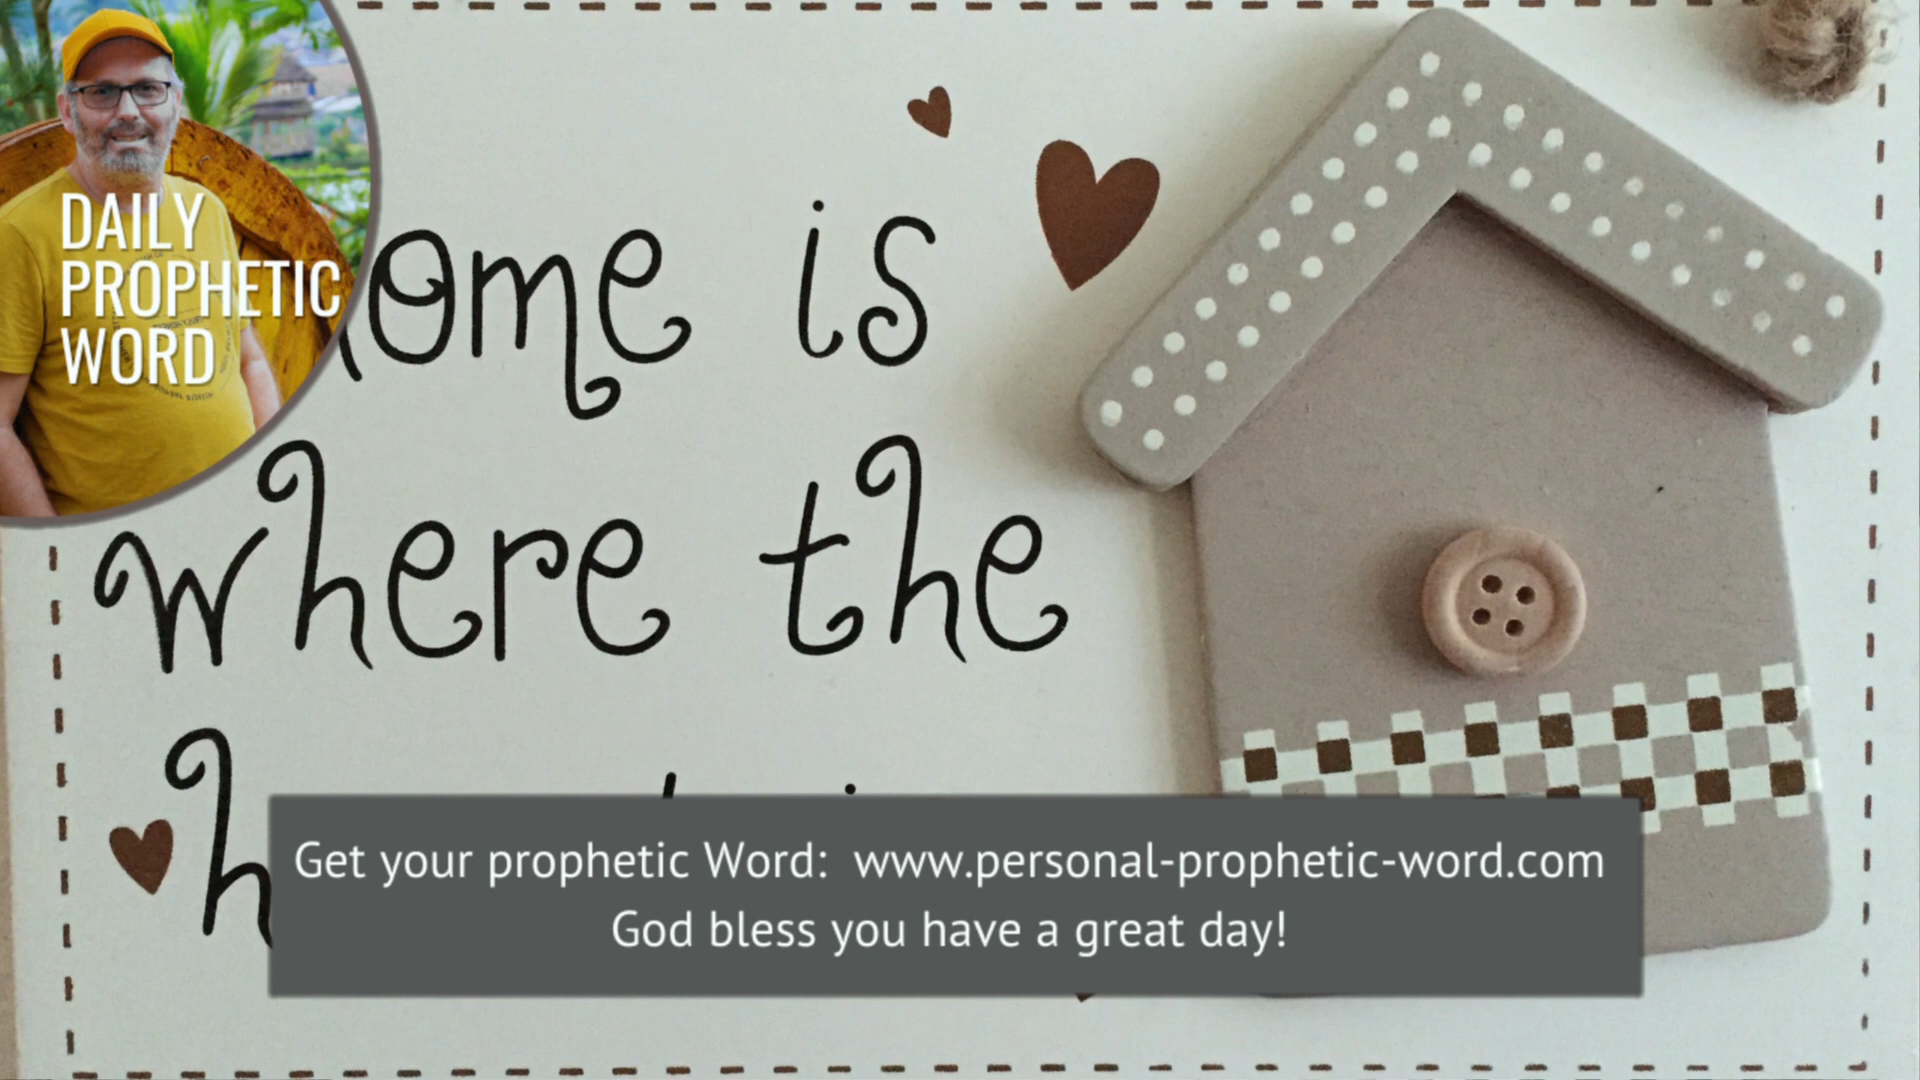 DAILY
PROPHETIC
WORD
ome is
where the
h
Get your prophetic Word:  www.personal-prophetic-word.com
God bless you have a great day!